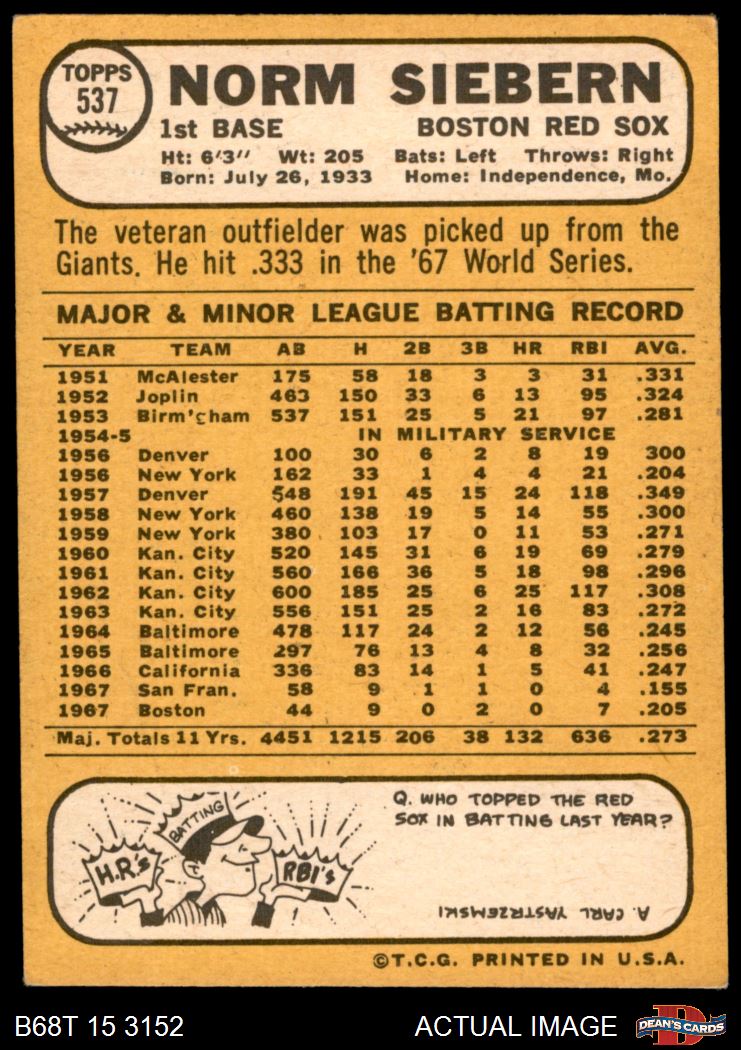 TOPPS
537
NORM SIEBERN
1st BASE BOSTON RED SOX
Ht: 6'3" Wt: 205 Bats: Left Throws: Right
Born: July 26, 1933 Home: Independence, Mo.
The veteran outfielder was picked up from the
Giants. He hit .333 in the '67 World Series.
MAJOR & MINOR LEAGUE BATTING RECORD
YEAR TEAM AB H 2B 3B HR RBI AVG.
1951 McAlester 175 58 18 3 3 31 .331
1952 Joplin 463 150 33 6 13 95 .324
1953 Birm'gham 537 151 25 5 21 97 .281
1954-5 IN MILITARY SERVICE
1956 Denver 100 30 6 2 8 19 300
1956 New York 162 33 1 4 4 21 .204
1957 Denver 548 191 45 15 24 118 .349
1958 New York 460 138 19 5 14 55 .300
1959 New York 380 103 17 0 11 53 .271
1960 Kan. City 520 145 31 6 19 69 .279
1961 Kan. City 560 166 36 5 18 98 .296
1962 Kan. City 600 185 25 6 25 117 .308
1963 Kan. City 556 151 25 2 16 83 .272
1964 Baltimore 478 117 24 2 12 56 .245
1965 Baltimore 297 76 13 4 8 32 .256
1966 California 336 83 14 1 5 41 .247
1967 San Fran. 58 9 1 1 0 4 .155
1967 Boston 44 9 0 2 0 7 .205
Maj. Totals 11 Yrs. 4451 1215 206 38 132 636 .273
BATTING
H.R.'s
RBI's
Q. WHO TOPPED THE RED
SOX IN BATTING LAST YEAR?
A. CARL YASTRZEMSKI
©T.C.G. PRINTED IN U.S.A.
B68T 15 3152 ACTUAL IMAGE
D
DEAN'S CARDS